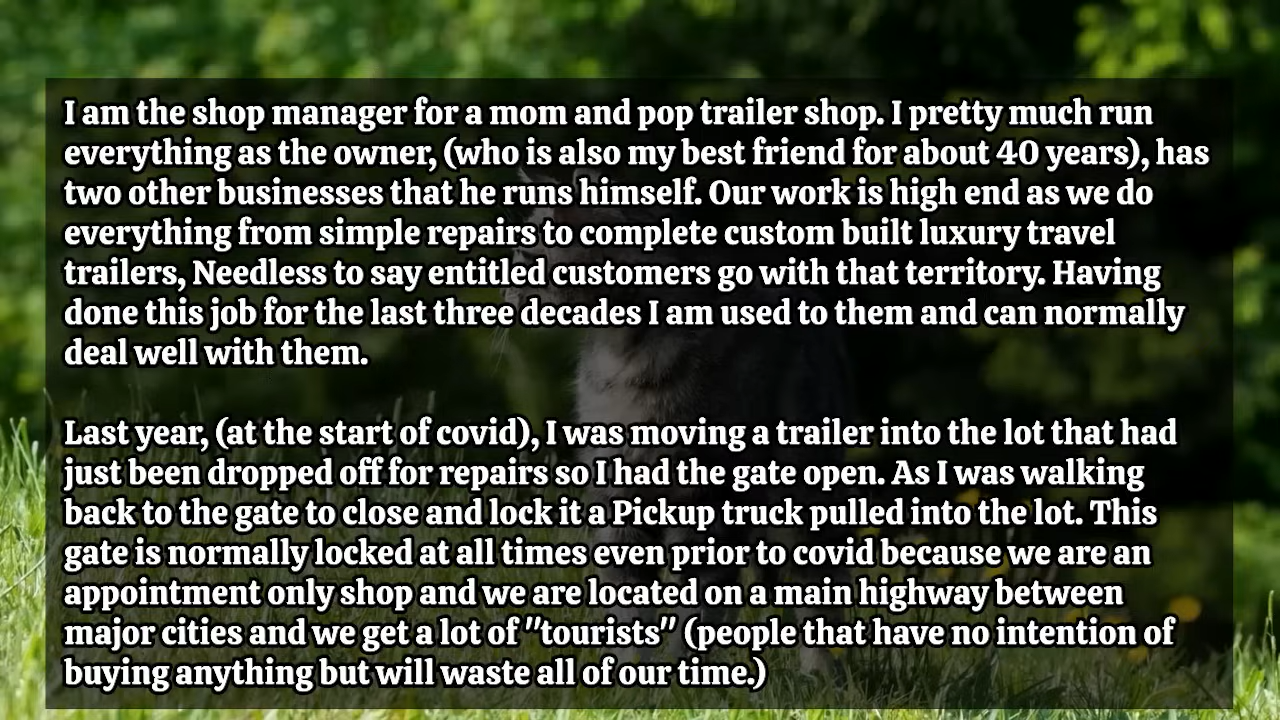 I am the shop manager for a mom and pop trailer shop. I pretty much run
everything as the owner, (who is also my best friend for about 40 years), has
two other businesses that he runs himself. Our work is high end as we do
everything from simple repairs to complete custom built luxury travel
trailers, Needless to say entitled customers go with that territory. Having
done this job for the last three decades I am used to them and can normally
deal well with them.
Last year, (at the start of covid), I was moving a trailer into the lot that had
just been dropped off for repairs so I had the gate open. As I was walking
back to the gate to close and lock it a Pickup truck pulled into the lot. This
gate is normally locked at all times even prior to covid because we are an
appointment only shop and we are located on a main highway between
major cities and we get a lot of "tourists" (people that have no intention of
buying anything but will waste all of our time.)